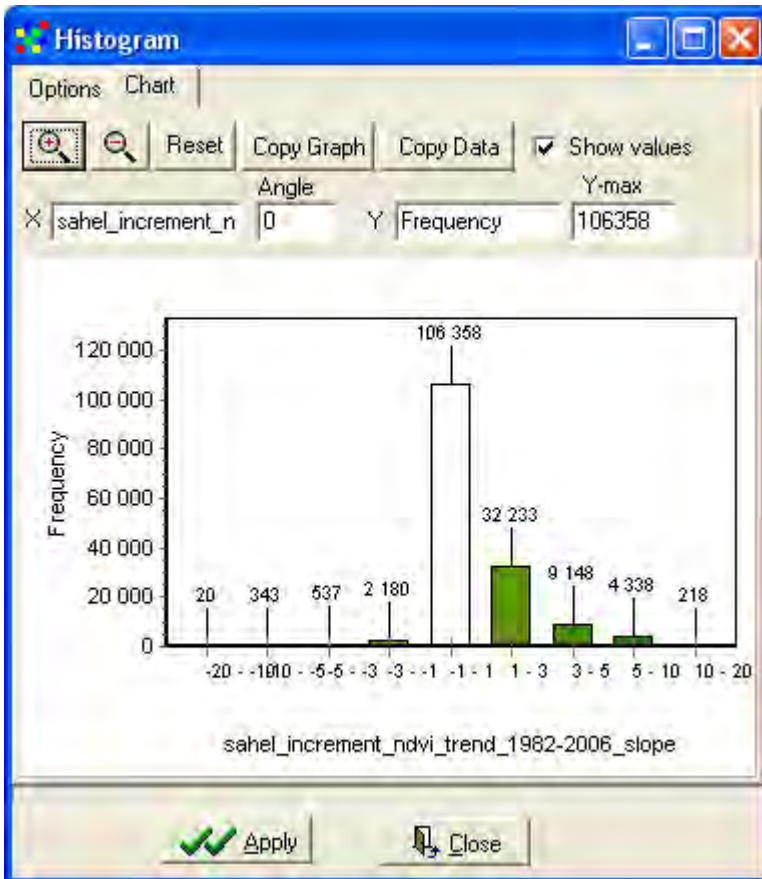 Histogram
Options Chart
Reset Copy Graph Copy Data Show values
Angle Y-max
X sahel_increment_n 0 Y Frequency 106358
106 358
120 000
100 000
80 000
60 000
32 233
40 000
9 148
4 338
20 000
20 343 537 2 180 218
0
-20 - -10 -10 - -5 -5 - -3 -3 - -1 -1 - 1 1 - 3 3 - 5 5 - 10 10 - 20
Frequency
sahel_increment_ndvi_trend_1982-2006_slope
Apply Close